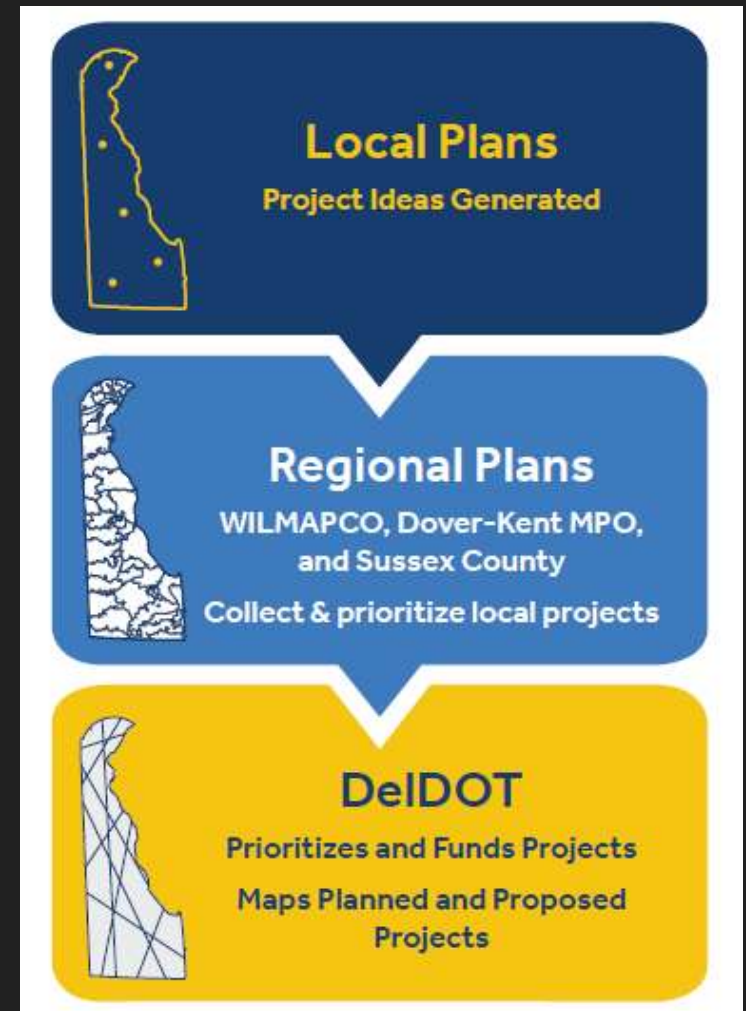 Local Plans
Project Ideas Generated
Regional Plans
WILMAPCO, Dover-Kent MPO,
and Sussex County
Collect & prioritize local projects
DelDOT
Prioritizes and Funds Projects
Maps Planned and Proposed
Projects